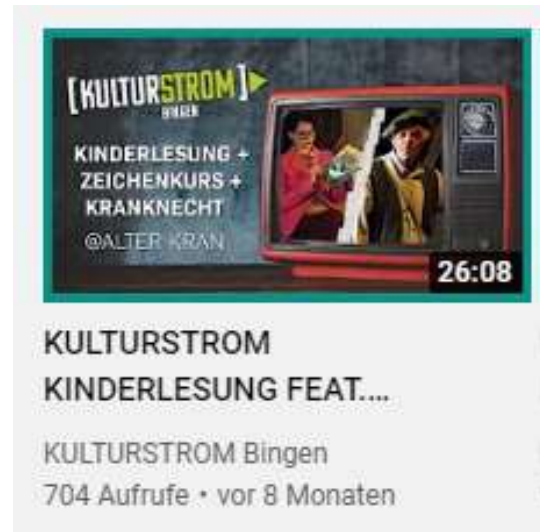 [KULTURSTROM]
BINGEN
KINDERLESUNG +
ZEICHENKURS +
KRANKNECHT
@ALTER KRAN
26:08
KULTURSTROM
KINDERLESUNG FEAT....
KULTURSTROM Bingen
704 Aufrufe • vor 8 Monaten